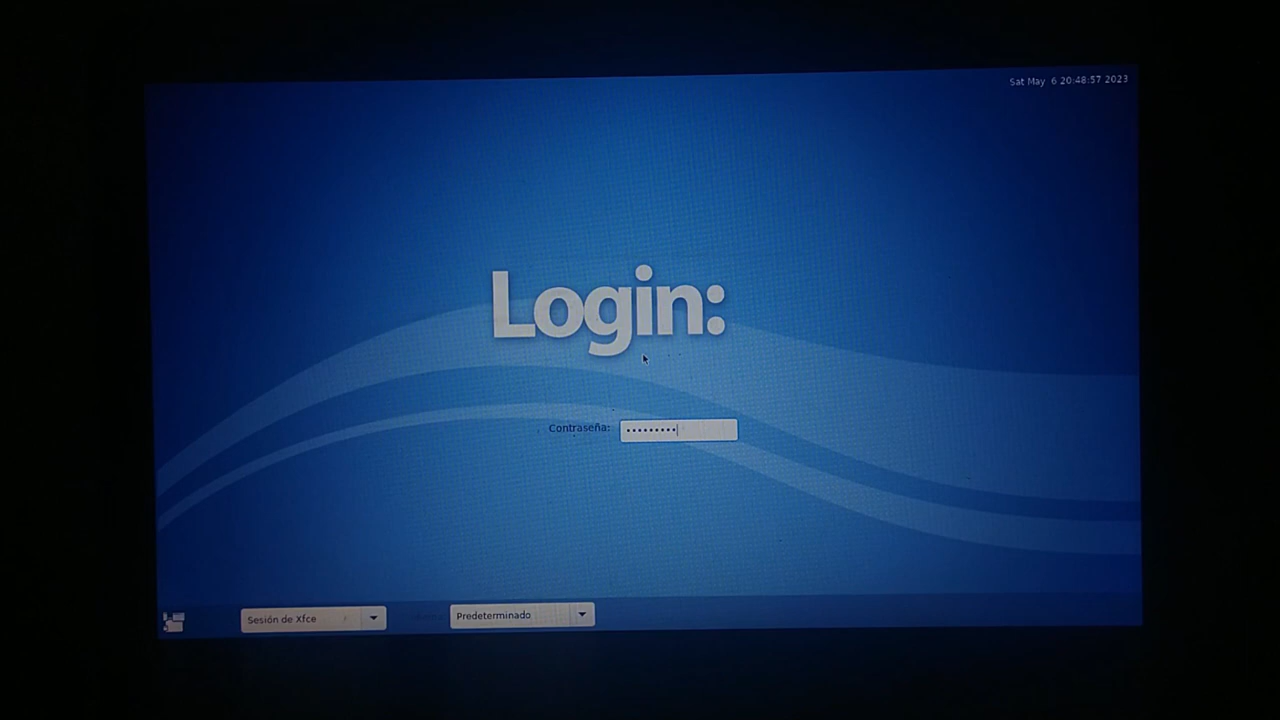 Sat May 6 20:48:57 2023
Login:
Contraseña:
Sesión de Xfce
Predeterminado